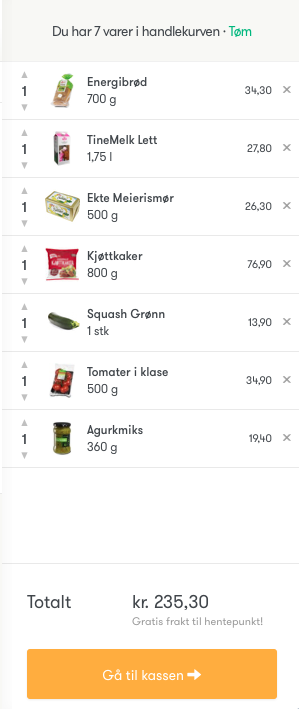 Du har 7 varer i handlekurven · Tøm
1
Energibrød
700 g
34,30
1
TineMelk Lett
1,75 l
27,80
1
Ekte Meierismør
500 g
26,30
1
Kjøttkaker
800 g
76,90
1
Squash Grønn
1 stk
13,90
1
Tomater i klase
500 g
34,90
1
Agurkmiks
360 g
19,40
Totalt kr. 235,30
Gratis frakt til hentepunkt!
Gå til kassen